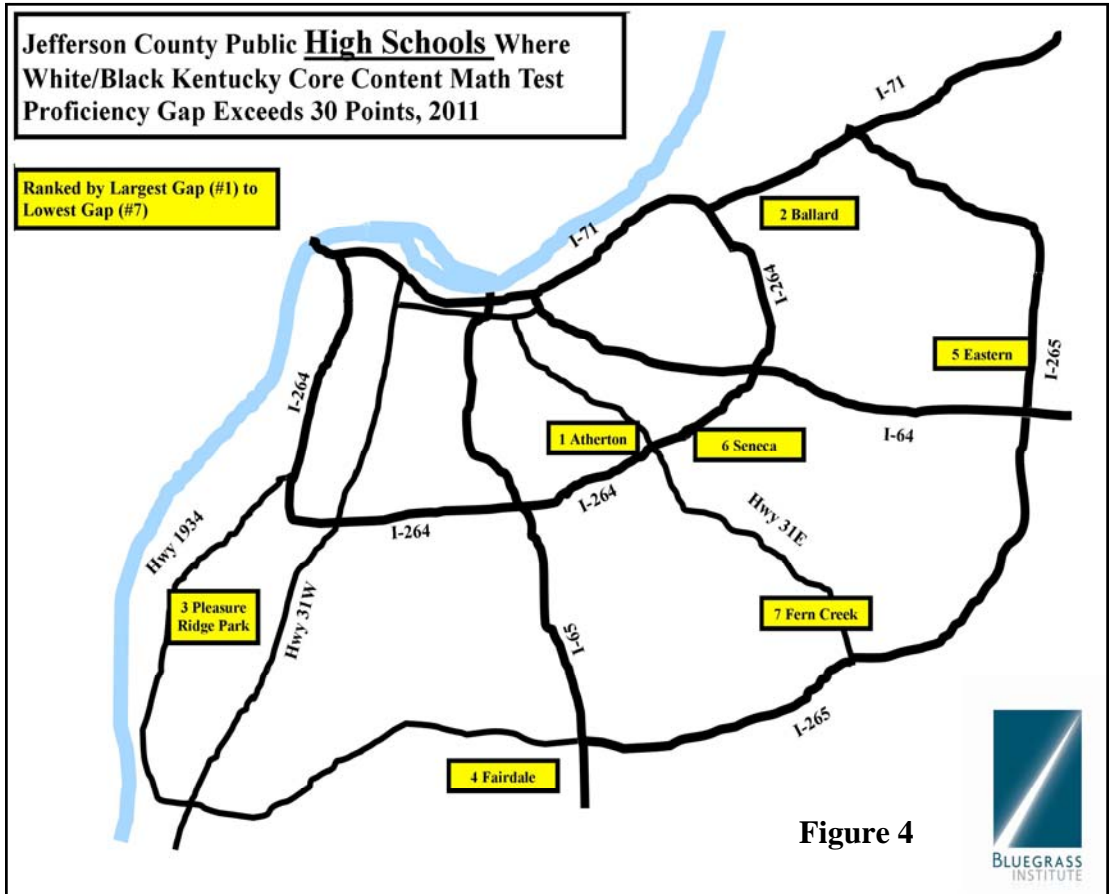 Jefferson County Public High Schools Where
White/Black Kentucky Core Content Math Test
Proficiency Gap Exceeds 30 Points, 2011
Ranked by Largest Gap (#1) to
Lowest Gap (#7)
I-71
2 Ballard
I-71
I-264
5 Eastern
I-265
I-264
1 Atherton
6 Seneca
I-64
I-264
I-264
Hwy 31E
Hwy 1934
3 Pleasure
Ridge Park
Hwy 31W
7 Fern Creek
I-65
I-265
4 Fairdale
Figure 4
BLUEGRASS
INSTITUTE